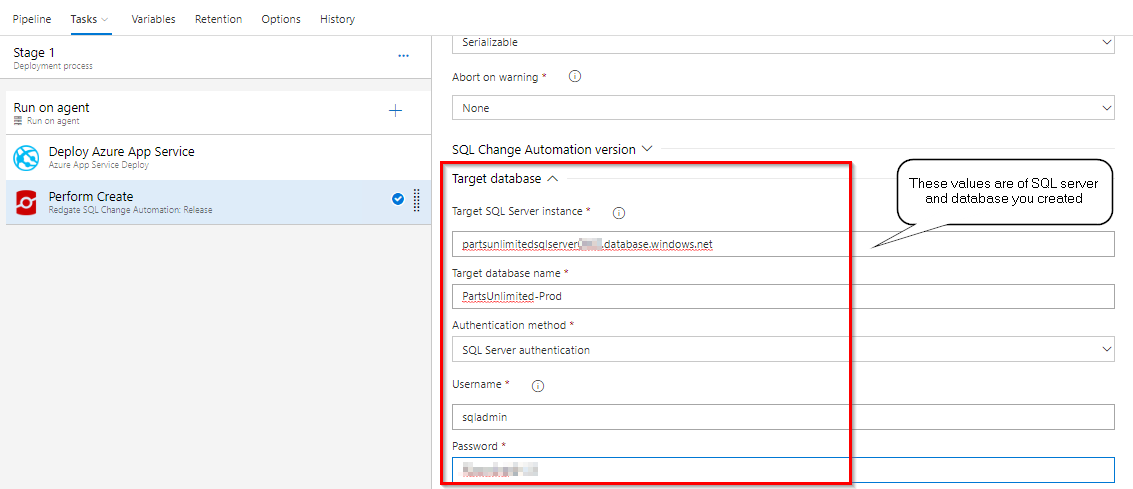 Pipeline
Tasks
Variables
Retention
Options
History
Stage 1
Deployment process
Run on agent
Run on agent
Deploy Azure App Service
Azure App Service Deploy
Perform Create
Redgate SQL Change Automation: Release
Serializable
Abort on warning *
None
SQL Change Automation version
Target database
Target SQL Server instance *
partsunlimitedsqlserver .database.windows.net
Target database name *
PartsUnlimited-Prod
Authentication method *
SQL Server authentication
Username *
sqladmin
Password *
These values are of SQL server
and database you created